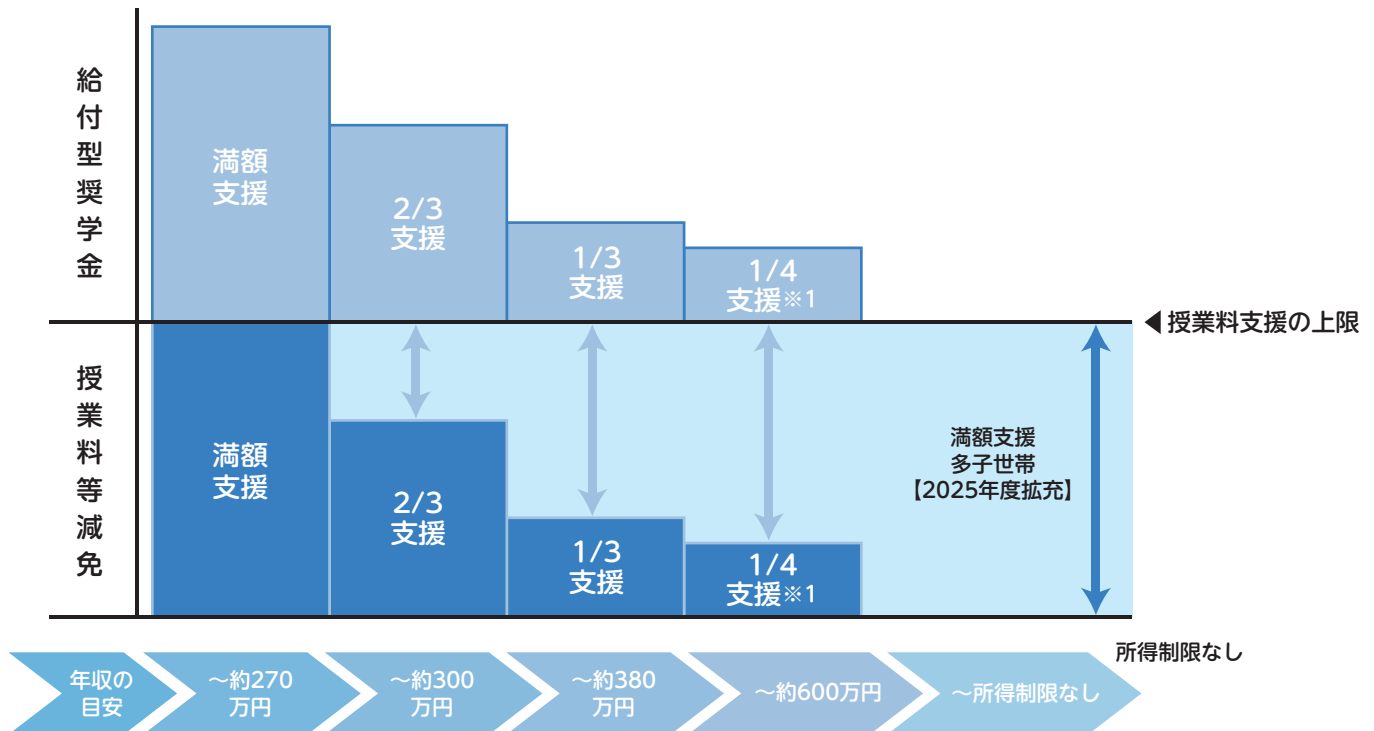 給付型奨学金
満額
支援
2/3
支援
1/3
支援
1/4
支援※1
◀授業料支援の上限
授業料等減免
満額
支援
2/3
支援
1/3
支援
1/4
支援※1
満額支援
多子世帯
【2025年度拡充】
所得制限なし
年収の
目安
～約270
万円
～約300
万円
～約380
万円
～約600万円
～所得制限なし